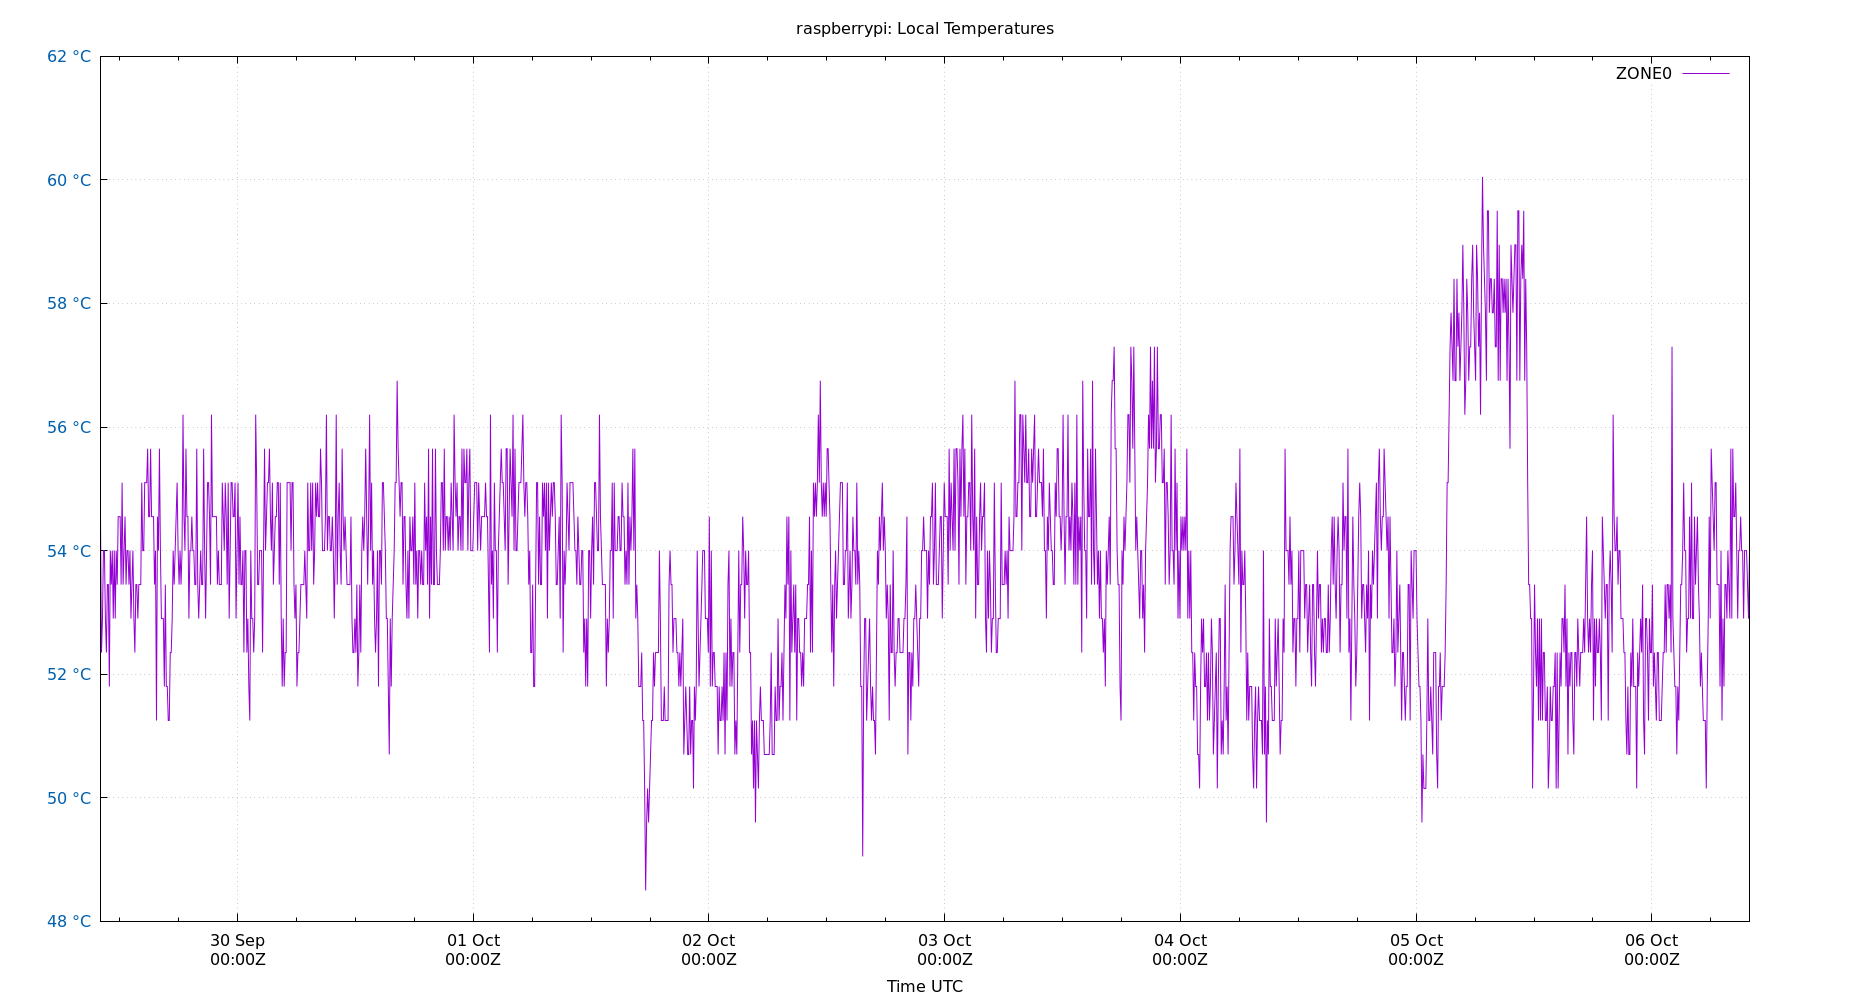 raspberrypi: Local Temperatures
62 °C
ZONE0
60 °C
58 °C
56 °C
54 °C
52 °C
50 °C
48 °C
30 Sep 01 Oct 02 Oct 03 Oct 04 Oct 05 Oct 06 Oct
00:00Z 00:00Z 00:00Z 00:00Z 00:00Z 00:00Z 00:00Z
Time UTC